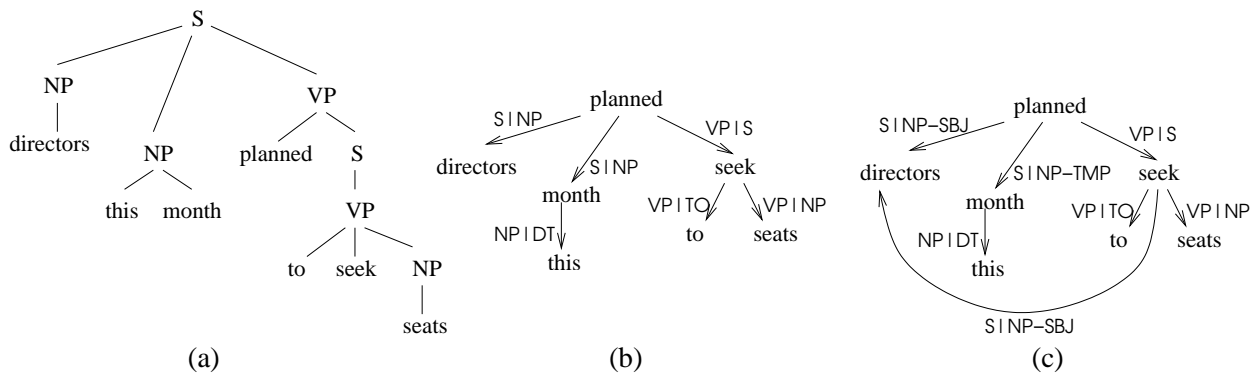 S
NP
VP
directors
NP
planned
S
this month
VP
to seek NP
seats
(a)
planned
S|NP
VP|S
directors
S|NP
seek
month
VP|TO
VP|NP
NP|DT
to
seats
this
(b)
planned
S|NP-SBJ
VP|S
directors
S|NP-TMP
seek
month
VP|TO
VP|NP
NP|DT
to
seats
this
S|NP-SBJ
(c)